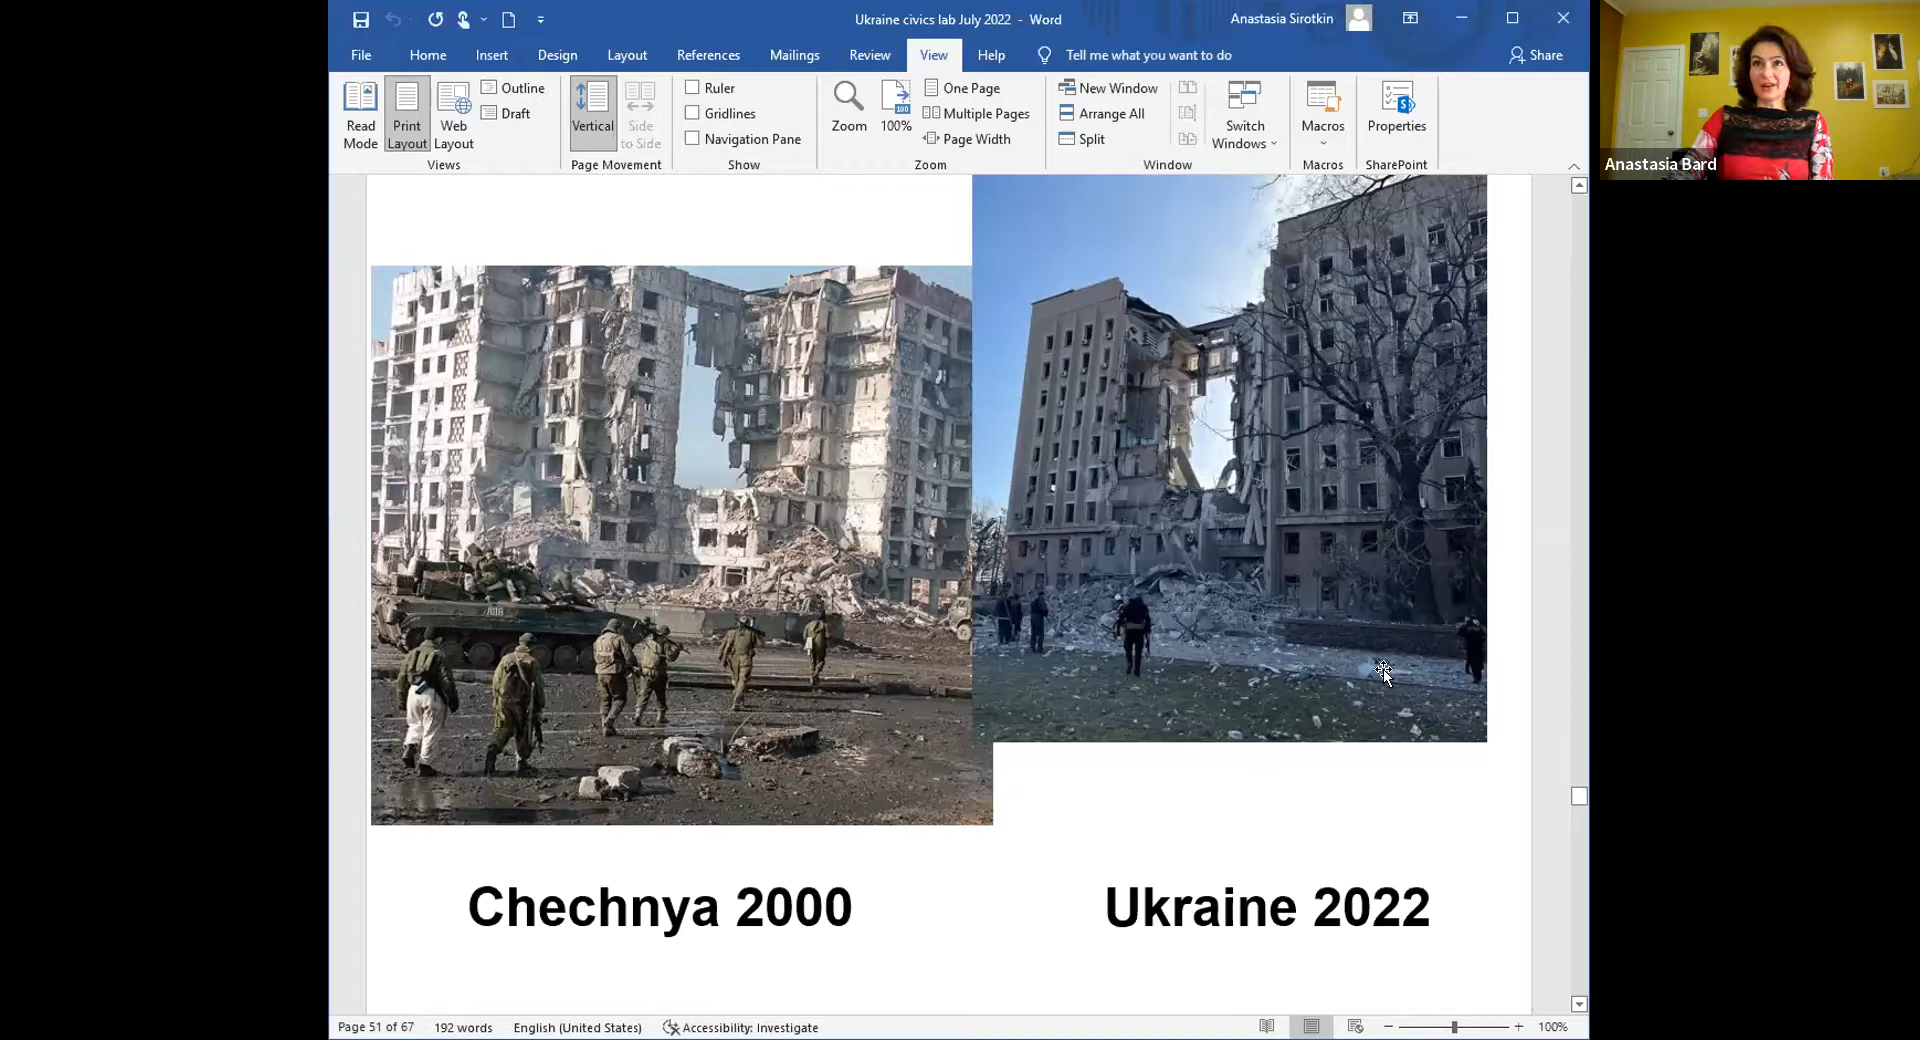 Ukraine civics lab July 2022 - Word
Anastasia Sirotkin
File Home Insert Design Layout References Mailings Review View Help Tell me what you want to do Share
Read Mode
Print Layout
Web Layout
Outline
Draft
Views
Vertical
Side to Side
Page Movement
Ruler
Gridlines
Navigation Pane
Show
Zoom
100
100%
One Page
Multiple Pages
Page Width
Zoom
New Window
Arrange All
Split
Switch Windows
Window
Macros
Macros
S
Properties
SharePoint
Anastasia Bard
Chechnya 2000
Ukraine 2022
Page 51 of 67 192 words English (United States) Accessibility: Investigate 100%